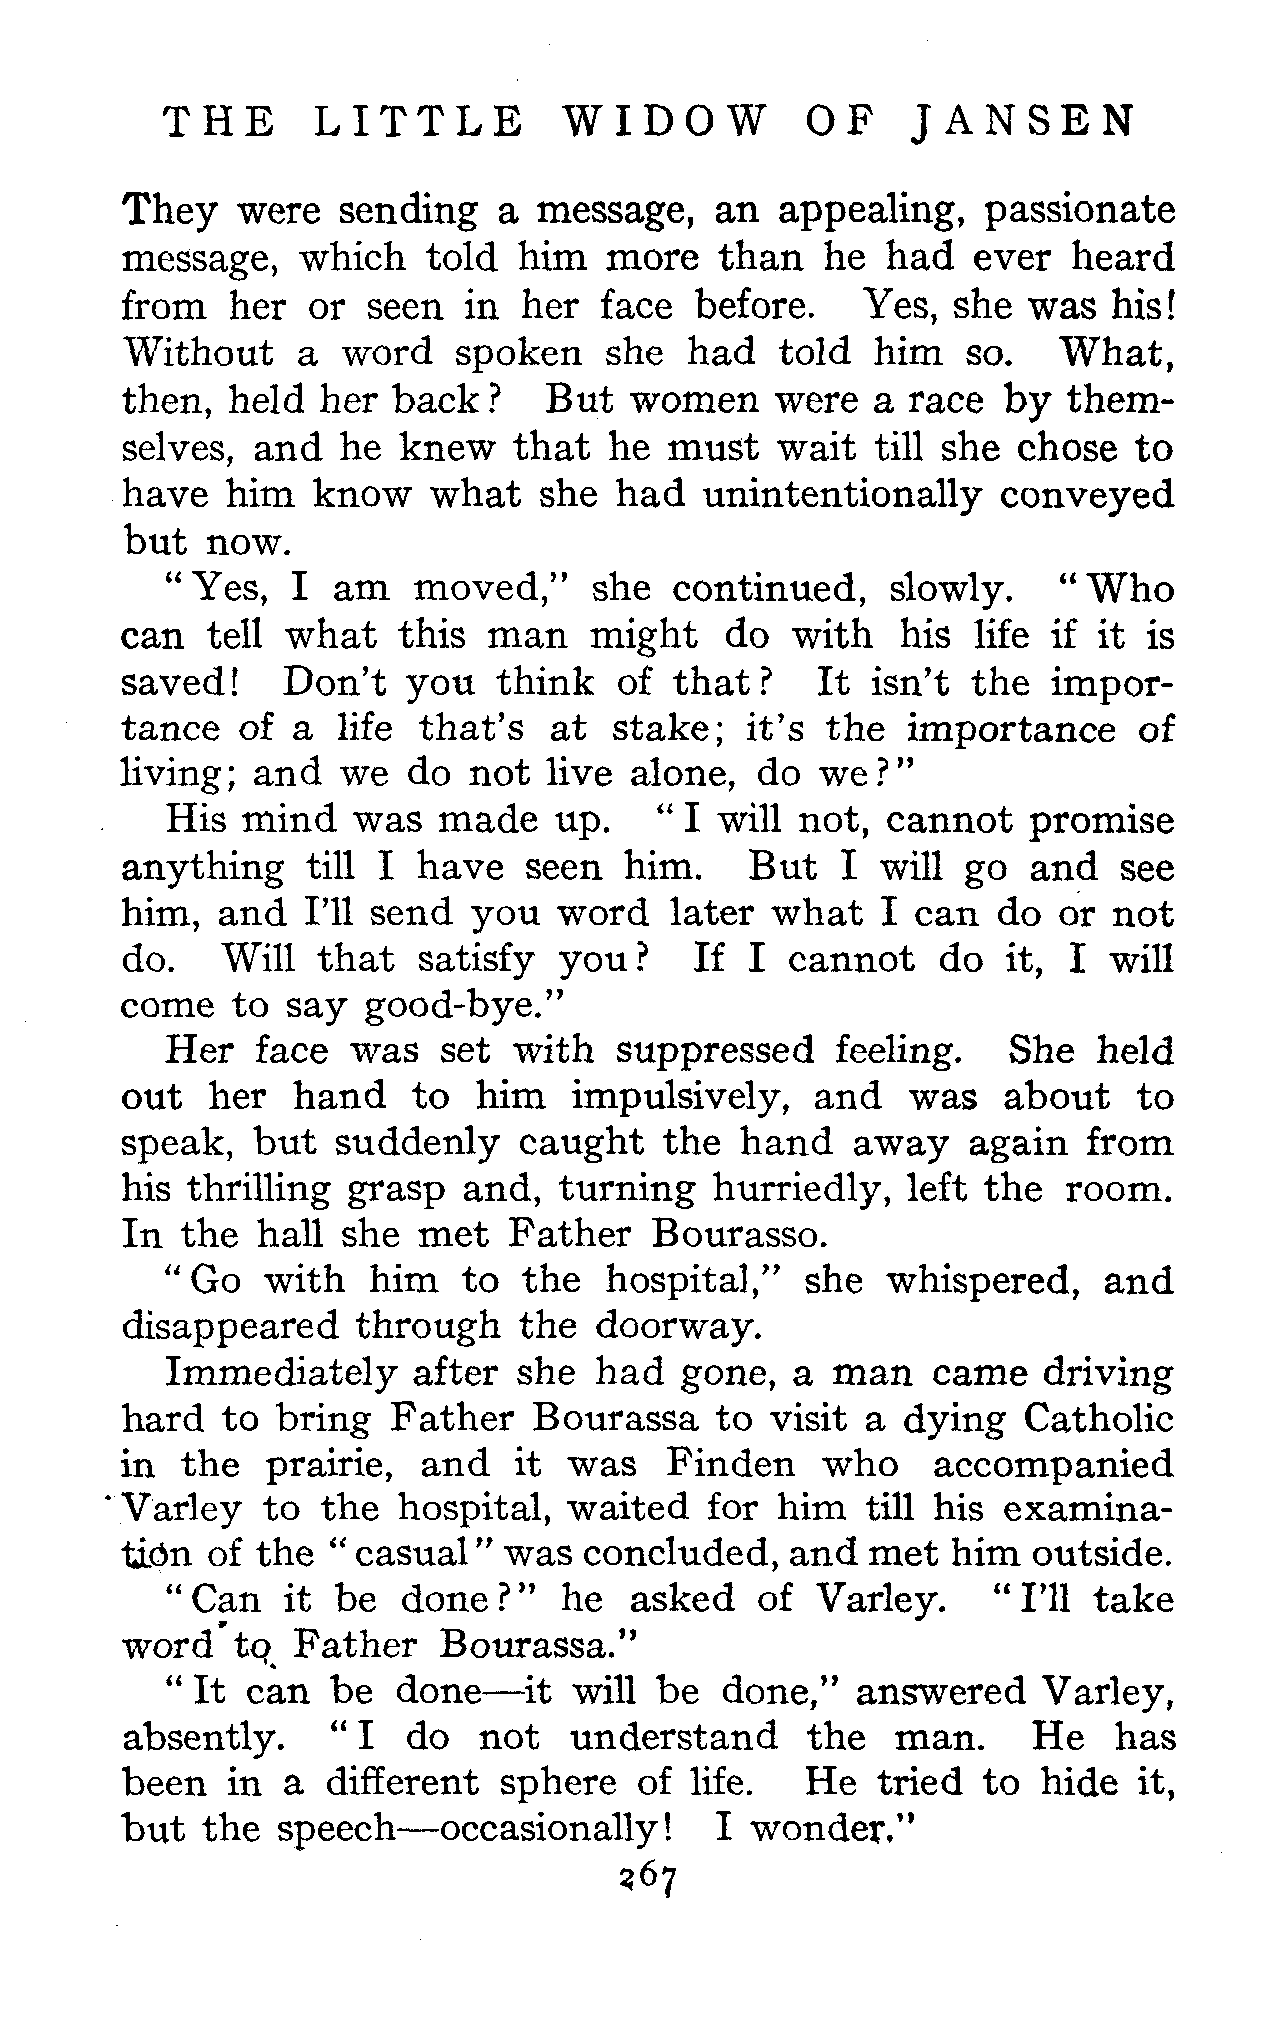 THE LITTLE WIDOW OF JANSEN
They were sending a message, an appealing, passionate
message, which told him more than he had ever heard
from her or seen in her face before. Yes, she was his!
Without a word spoken she had told him so. What,
then, held her back? But women were a race by them-
selves, and he knew that he must wait till she chose to
have him know what she had unintentionally conveyed
but now.
"Yes, I am moved," she continued, slowly. "Who
can tell what this man might do with his life if it is
saved! Don't you think of that? It isn't the impor-
tance of a life that's at stake; it's the importance of
living; and we do not live alone, do we?"
His mind was made up. "I will not, cannot promise
anything till I have seen him. But I will go and see
him, and I'll send you word later what I can do or not
do. Will that satisfy you? If I cannot do it, I will
come to say good-bye."
Her face was set with suppressed feeling. She held
out her hand to him impulsively, and was about to
speak, but suddenly caught the hand away again from
his thrilling grasp and, turning hurriedly, left the room.
In the hall she met Father Bourasso.
"Go with him to the hospital," she whispered, and
disappeared through the doorway.
Immediately after she had gone, a man came driving
hard to bring Father Bourassa to visit a dying Catholic
in the prairie, and it was Finden who accompanied
Varley to the hospital, waited for him till his examina-
tion of the "casual" was concluded, and met him outside.
"Can it be done?" he asked of Varley. "I'll take
word to Father Bourassa."
"It can be done—it will be done," answered Varley,
absently. "I do not understand the man. He has
been in a different sphere of life. He tried to hide it,
but the speech—occasionally! I wonder."
267